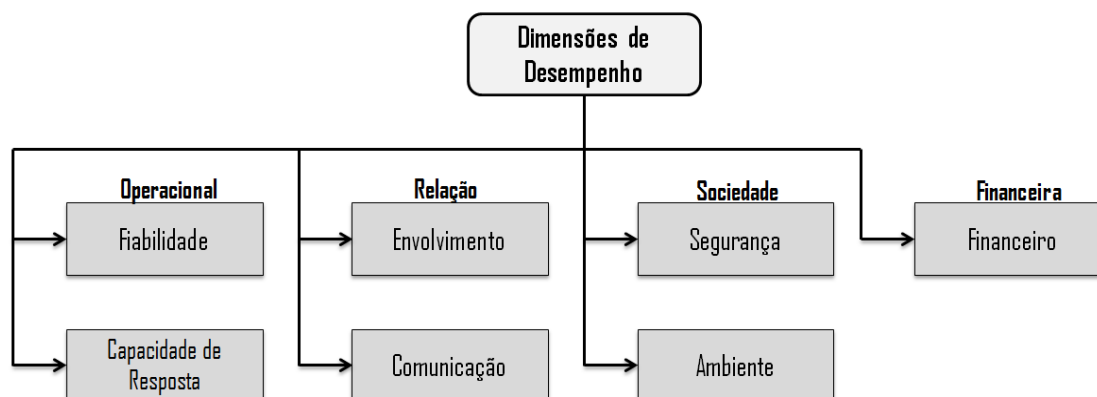 Dimensões de
Desempenho
Operacional
Relação
Sociedade
Financeira
Fiabilidade
Envolvimento
Segurança
Financeiro
Capacidade de
Resposta
Comunicação
Ambiente